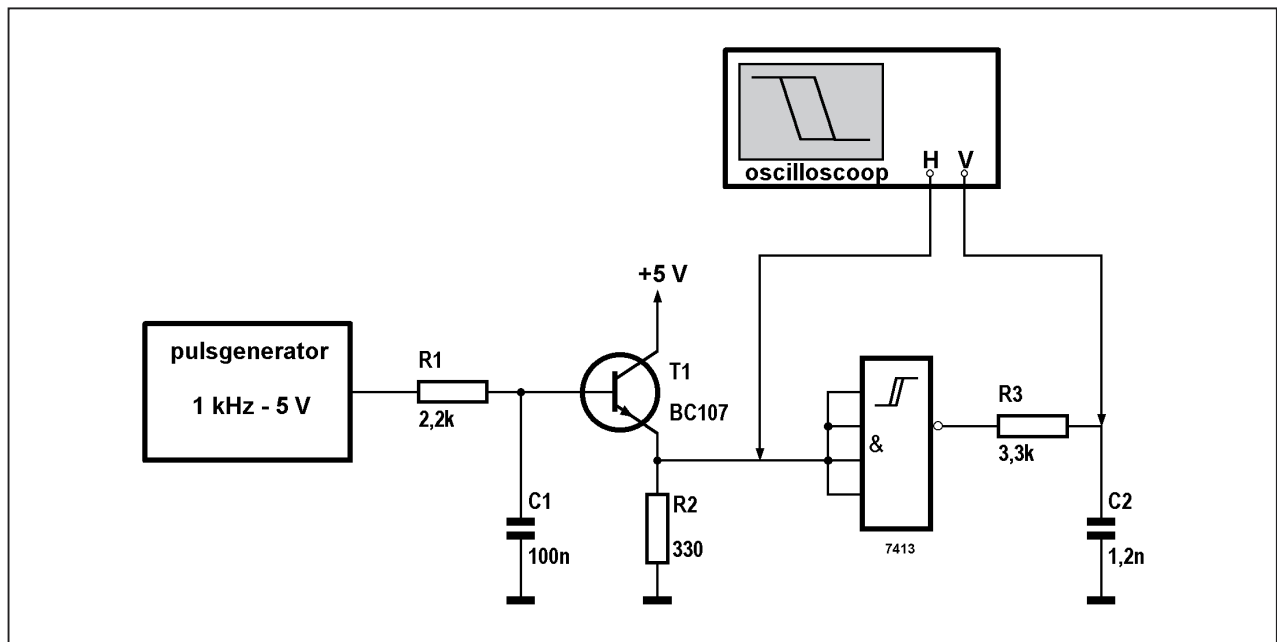 H V
oscilloscoop
+5 V
pulsgenerator
1 kHz - 5 V
R1
2,2k
T1
BC107
C1
100n
R2
330
&
7413
R3
3,3k
C2
1,2n